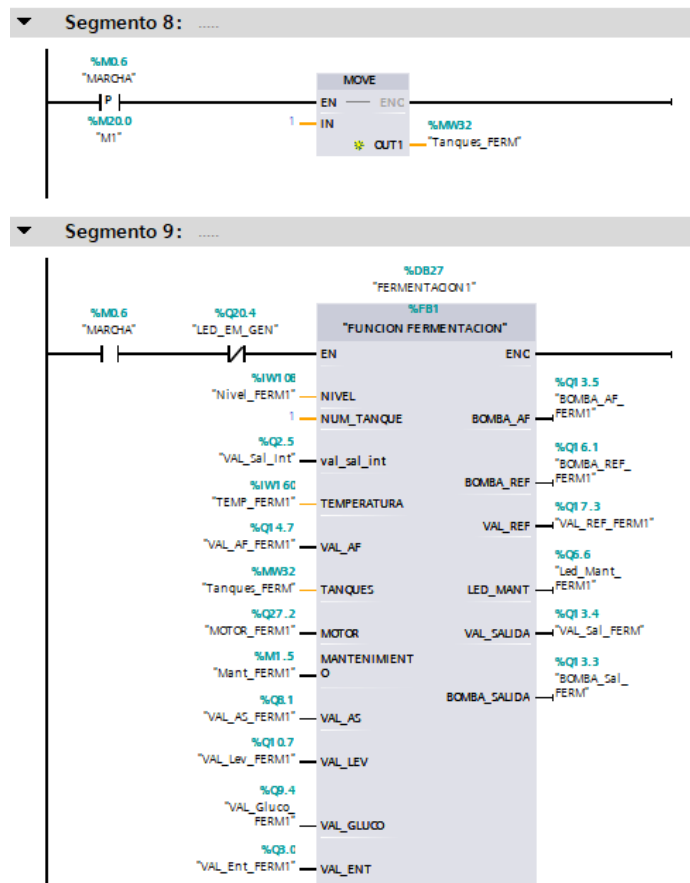 Segmento 8: .....
%M0.6
"MARCHA"
P
%M20.0
"M1"
MOVE
EN ENO
1 IN
OUT1
%MW32
"Tanques_FERM"
Segmento 9: .....
%DB27
"FERMENTACION1"
%M0.6
"MARCHA"
%Q20.4
"LED_EM_GEN"
%FB1
"FUNCION FERMENTACION"
EN ENO
"Nivel_FERM1" NIVEL
1 NUM_TANQUE
%Q2.5
"VAL_Sal_Int" val_sal_int
%IW160
"TEMP_FERM1" TEMPERATURA
%Q14.7
"VAL_AF_FERM1" VAL_AF
%MW32
"Tanques_FERM" TANQUES
%Q27.2
"MOTOR_FERM1" MOTOR
%M1.5
"Mant_FERM1" MANTENIMIENT
O
%Q8.1
"VAL_AS_FERM1" VAL_AS
%Q10.7
"VAL_Lev_FERM1" VAL_LEV
%Q9.4
"VAL_Gluco_
FERM1" VAL_GLUCO
%Q3.0
"VAL_Ent_FERM1" VAL_ENT
%Q13.5
"BOMBA_AF_
BOMBA_AF FERM1"
%Q16.1
"BOMBA_REF_
BOMBA_REF FERM1"
%Q17.3
VAL_REF "VAL_REF_FERM1"
%Q6.6
"Led_Mant_
LED_MANT FERM1"
%Q13.4
VAL_SALIDA "VAL_Sal_FERM"
%Q13.3
"BOMBA_Sal_
BOMBA_SALIDA FERM"